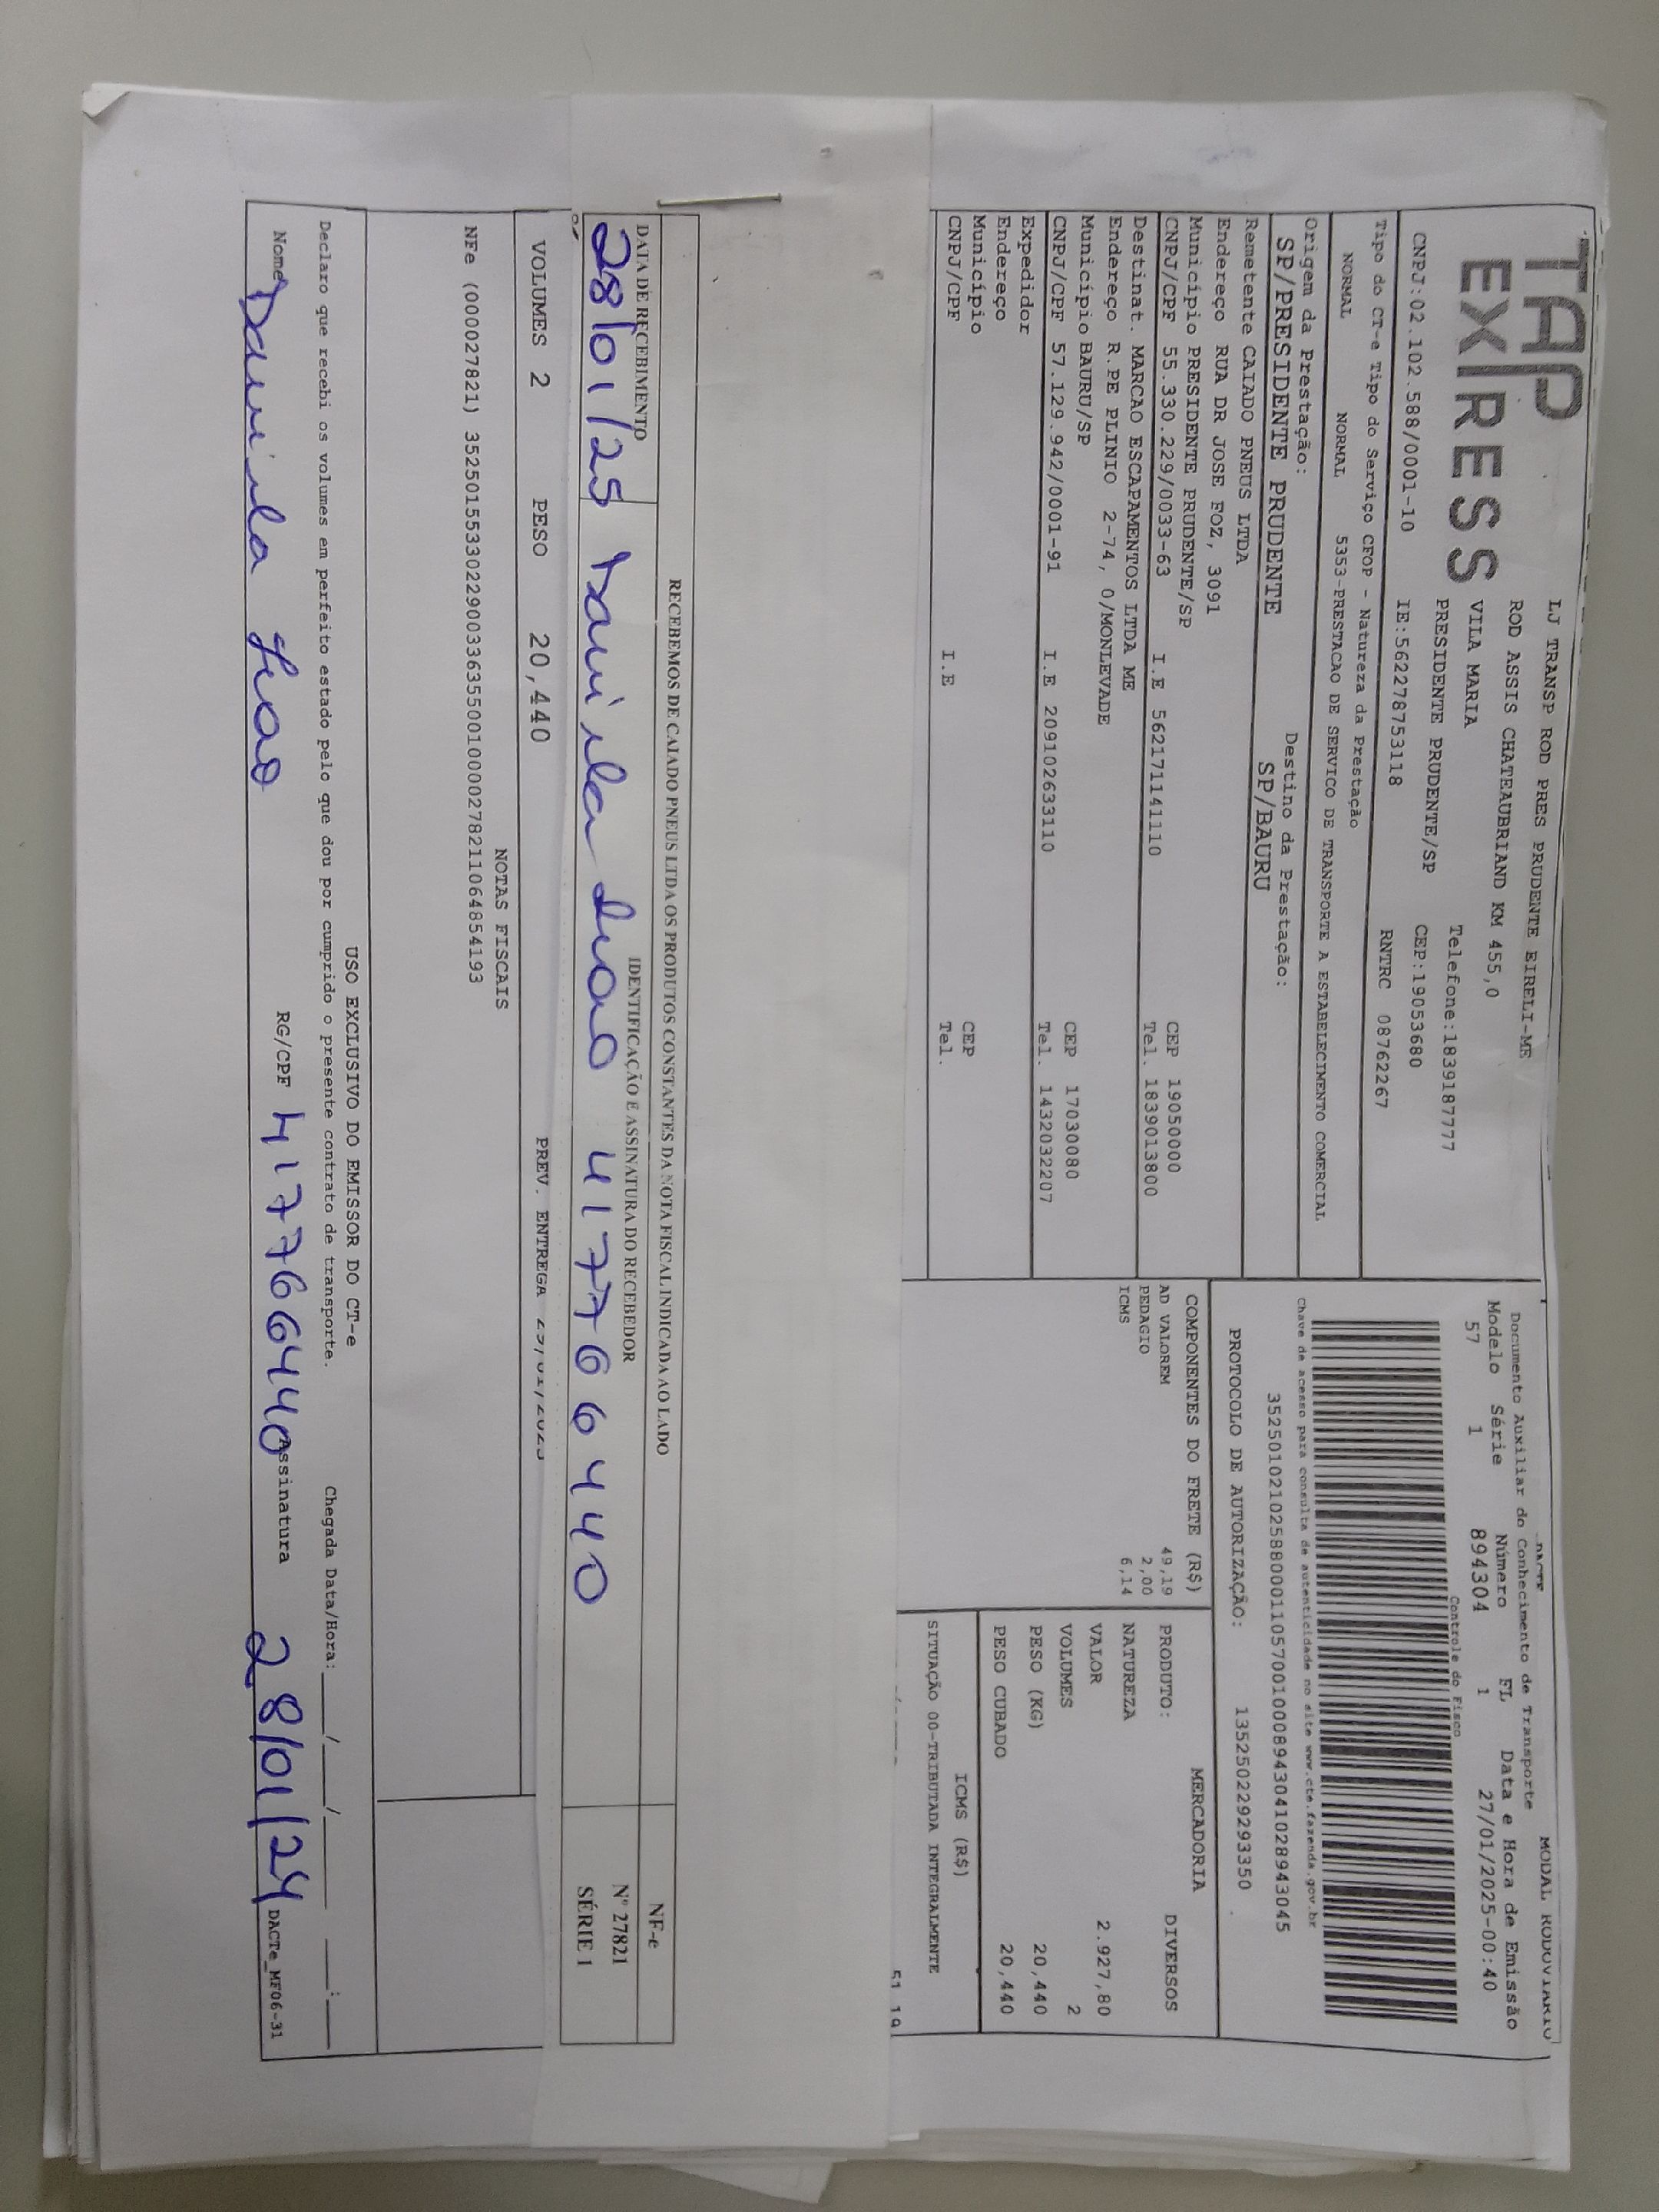 TAP
EXPRESS
LJ TRANSP ROD PRES PRUDENTE EIRELI-ME
ROD ASSIS CHATEAUBRIAND KM 455,0
VILA MARIA
PRESIDENTE PRUDENTE/SP
Telefone:1839187777
CEP:19053680
CNPJ:02.102.588/0001-10 IE:562278753118 RNTRC 08762267
Tipo do CT-e Tipo do Serviço CFOP - Natureza da Prestação
NORMAL NORMAL 5353-PRESTACAO DE SERVICO DE TRANSPORTE A ESTABELECIMENTO COMERCIAL
Origem da Prestação: Destino da Prestação:
SP/PRESIDENTE PRUDENTE SP/BAURU
Remetente CAIADO PNEUS LTDA
Endereço RUA DR JOSE FOZ, 3091
Município PRESIDENTE PRUDENTE/SP CEP 19050000
CNPJ/CPF 55.330.229/0033-63 I.E 562171141110 Tel. 1839013800
Destinat. MARCAO ESCAPAMENTOS LTDA ME
Endereço R.PE PLINIO 2-74, 0/MONLEVADE
Município BAURU/SP CEP 17030080
CNPJ/CPF 57.129.942/0001-91 I.E 209102633110 Tel. 1432032207
Expedidor
Endereço
Município CEP
CNPJ/CPF I.E Tel.
DACTE MODAL RODOVIARIO
Documento Auxiliar do Conhecimento de Transporte
Modelo Série Número FL Data e Hora de Emissão
57 1 894304 1 27/01/2025-00:40
Controle do Fisco
Chave de acesso para consulta de autenticidade no site www.cte.fazenda.gov.br
35250102102588000110570010008943041028943045
PROTOCOLO DE AUTORIZAÇÃO: 135250229293350
COMPONENTES DO FRETE (R$)
AD VALOREM 49,19
PEDAGIO 2,00
ICMS 6,14
MERCADORIA
PRODUTO: DIVERSOS
NATUREZA
VALOR 2.927,80
VOLUMES 2
PESO (KG) 20,440
PESO CUBADO 20,440
ICMS (R$)
SITUAÇÃO 00-TRIBUTADA INTEGRALMENTE
51,19
RECEBEMOS DE CAIADO PNEUS LTDA OS PRODUTOS CONSTANTES DA NOTA FISCAL INDICADA AO LADO
NF-e
Nº 27821
SÉRIE 1
DATA DE RECEBIMENTO IDENTIFICAÇÃO E ASSINATURA DO RECEBEDOR
28/01/25 417766440
VOLUMES 2 PESO 20,440 PREV. ENTREGA
NOTAS FISCAIS
NFe (000027821) 35250155330229003363550010000278211064854193
USO EXCLUSIVO DO EMISSOR DO CT-e
Declaro que recebi os volumes em perfeito estado pelo que dou por cumprido o presente contrato de transporte. Chegada Data/Hora:____/____/____ ____:____
Nome RG/CPF 417766440 Assinatura 28/01/24
DACTe_MF06-31